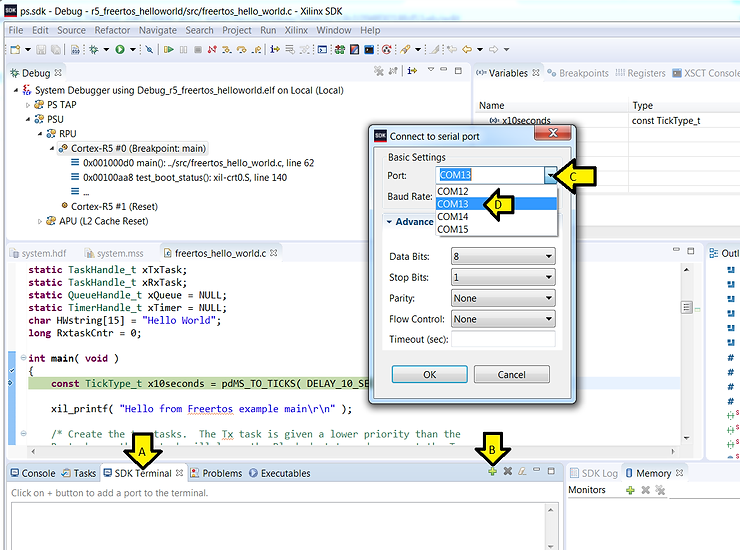 ps.sdk - Debug - r5_freertos_helloworld/src/freertos_hello_world.c - Xilinx SDK
File Edit Source Refactor Navigate Search Project Run Xilinx Window Help
Debug
System Debugger using Debug_r5_freertos_helloworld.elf on Local (Local)
PS TAP
PSU
RPU
Cortex-R5 #0 (Breakpoint: main)
0x001000d0 main(): ../src/freertos_hello_world.c, line 62
0x00100aa8 test_boot_status(): xil-crt0.S, line 140
...
Cortex-R5 #1 (Reset)
APU (L2 Cache Reset)
Variables Breakpoints Registers XSCT Console
Name Type
x10seconds const TickType_t
SDK Connect to serial port
Basic Settings
Port: COM13
C
Baud Rate:
COM12
COM13
D
COM14
COM15
Advance
Data Bits: 8
Stop Bits: 1
Parity: None
Flow Control: None
Timeout (sec):
OK Cancel
system.hdf system.mss freertos_hello_world.c
Outl
static TaskHandle_t xTxTask;
static TaskHandle_t xRxTask;
static QueueHandle_t xQueue = NULL;
static TimerHandle_t xTimer = NULL;
char HWstring[15] = "Hello World";
long RxtaskCntr = 0;
int main( void )
{
const TickType_t x10seconds = pdMS_TO_TICKS( DELAY_10_SE
xil_printf( "Hello from Freertos example main\r\n" );
/* Create the two tasks. The Tx task is given a lower priority than the
A
B
Console Tasks SDK Terminal Problems Executables
Click on + button to add a port to the terminal.
SDK Log Memory
Monitors